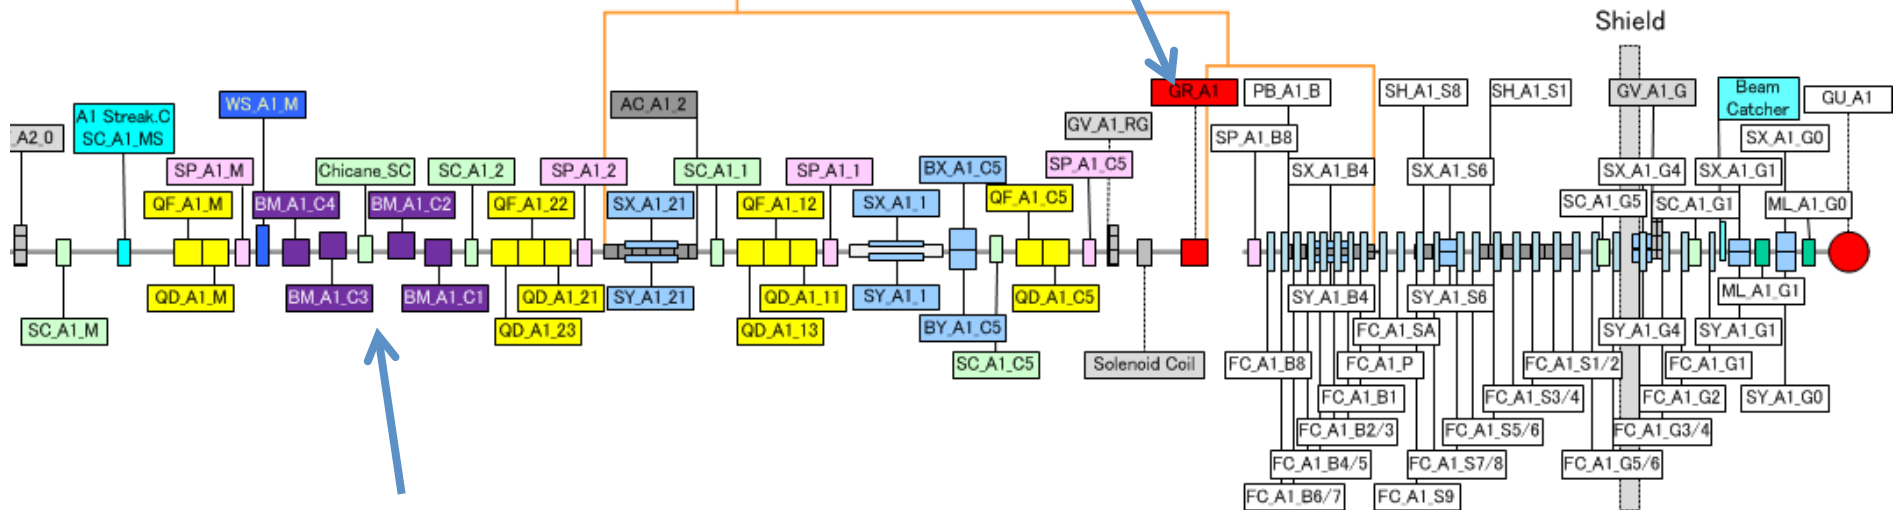 Shield
WS_A1_M
AC_A1_2
GR_A1
PB_A1_B
SH_A1_S8
SH_A1_S1
GV_A1_G
Beam
Catcher
GU_A1
A1 Streak.C
SC_A1_MS
_A2_0
GV_A1_RG
SP_A1_B8
SX_A1_G0
SP_A1_M
Chicane_SC
SC_A1_2
SP_A1_2
SC_A1_1
SP_A1_1
BX_A1_C5
SP_A1_C5
SX_A1_B4
SX_A1_S6
SX_A1_G4
SX_A1_G1
QF_A1_M
BM_A1_C4
BM_A1_C2
QF_A1_22
SX_A1_21
QF_A1_12
SX_A1_1
QF_A1_C5
SC_A1_G5
SC_A1_G1
ML_A1_G0
QD_A1_M
BM_A1_C3
BM_A1_C1
QD_A1_21
SY_A1_21
QD_A1_11
SY_A1_1
QD_A1_C5
SY_A1_B4
SY_A1_S6
ML_A1_G1
SC_A1_M
QD_A1_23
QD_A1_13
BY_A1_C5
FC_A1_SA
SY_A1_G4
SY_A1_G1
SC_A1_C5
Solenoid Coil
FC_A1_B8
FC_A1_P
FC_A1_S1/2
FC_A1_G1
FC_A1_B1
FC_A1_S3/4
FC_A1_G2
SY_A1_G0
FC_A1_B2/3
FC_A1_S5/6
FC_A1_G3/4
FC_A1_B4/5
FC_A1_S7/8
FC_A1_G5/6
FC_A1_B6/7
FC_A1_S9